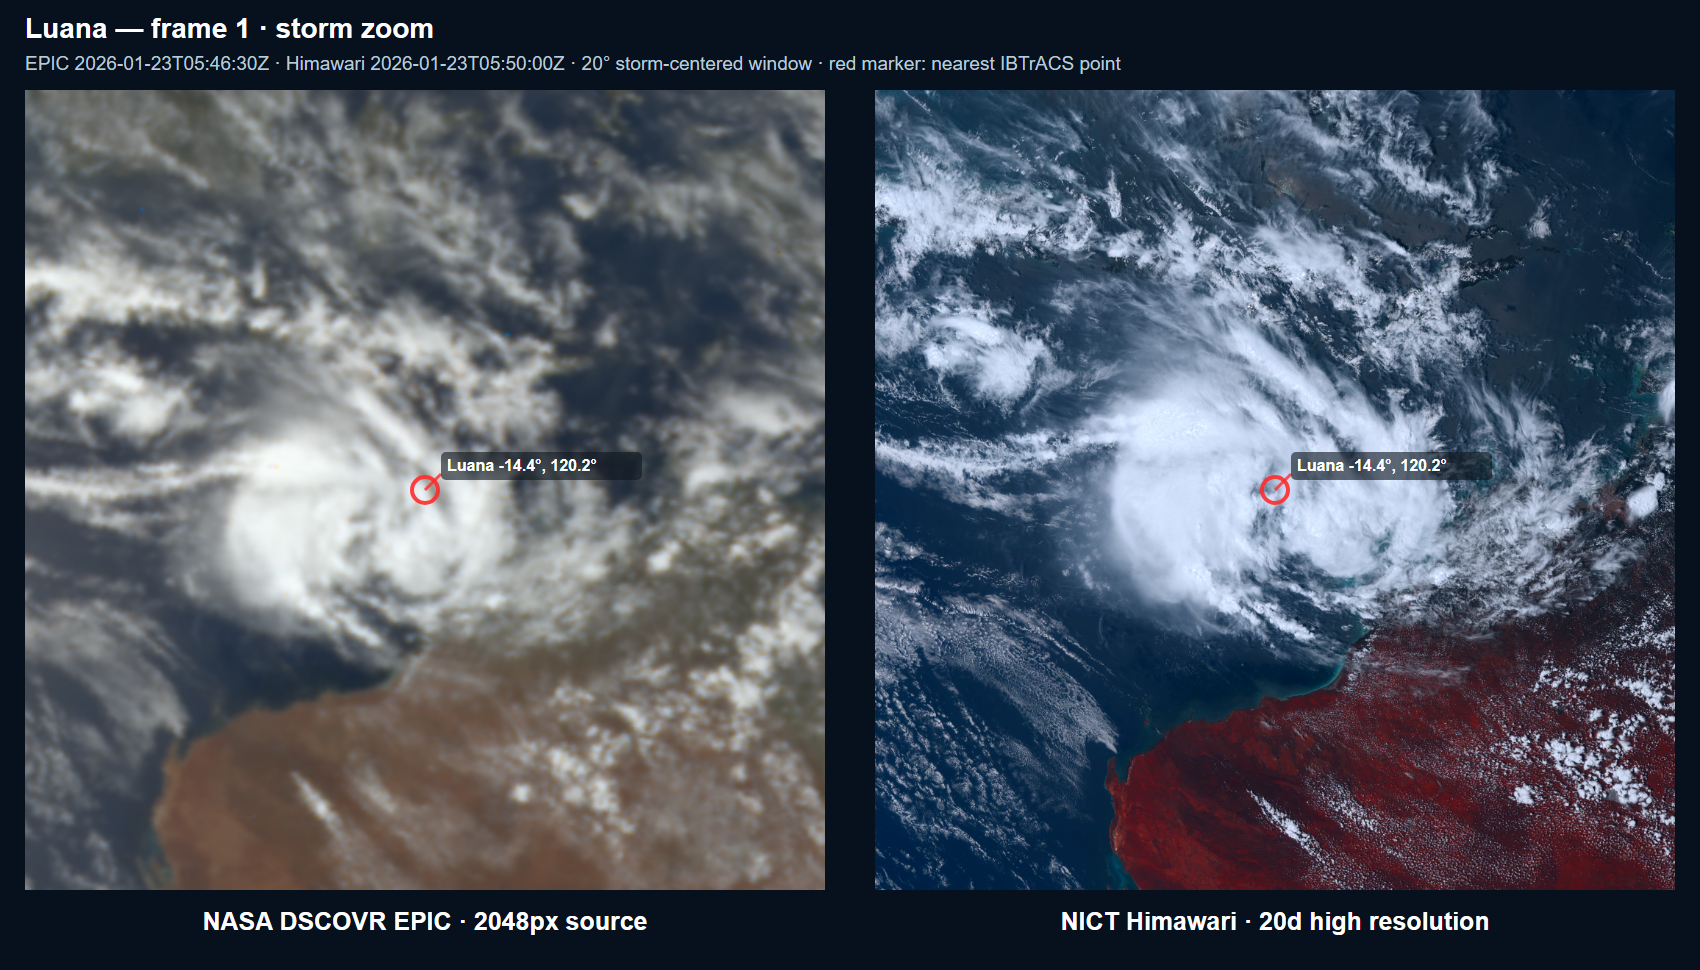 Luana — frame 1 · storm zoom
EPIC 2026-01-23T05:46:30Z · Himawari 2026-01-23T05:50:00Z · 20° storm-centered window · red marker: nearest IBTrACS point
Luana -14.4°, 120.2°
Luana -14.4°, 120.2°
NASA DSCOVR EPIC · 2048px source
NICT Himawari · 20d high resolution